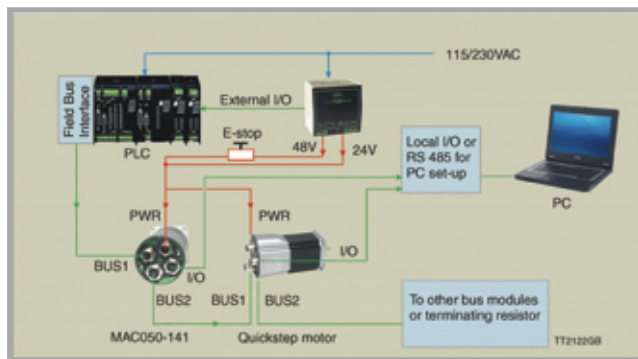 115/230VAC
Field Bus
Interface
External I/O
PLC
E-stop
48V
24V
Local I/O or
RS 485 for
PC set-up
PC
PWR
PWR
BUS1
I/O
I/O
BUS2
BUS1
BUS2
To other bus modules
or terminating resistor
MAC050-141
Quickstep motor
TT2122GB